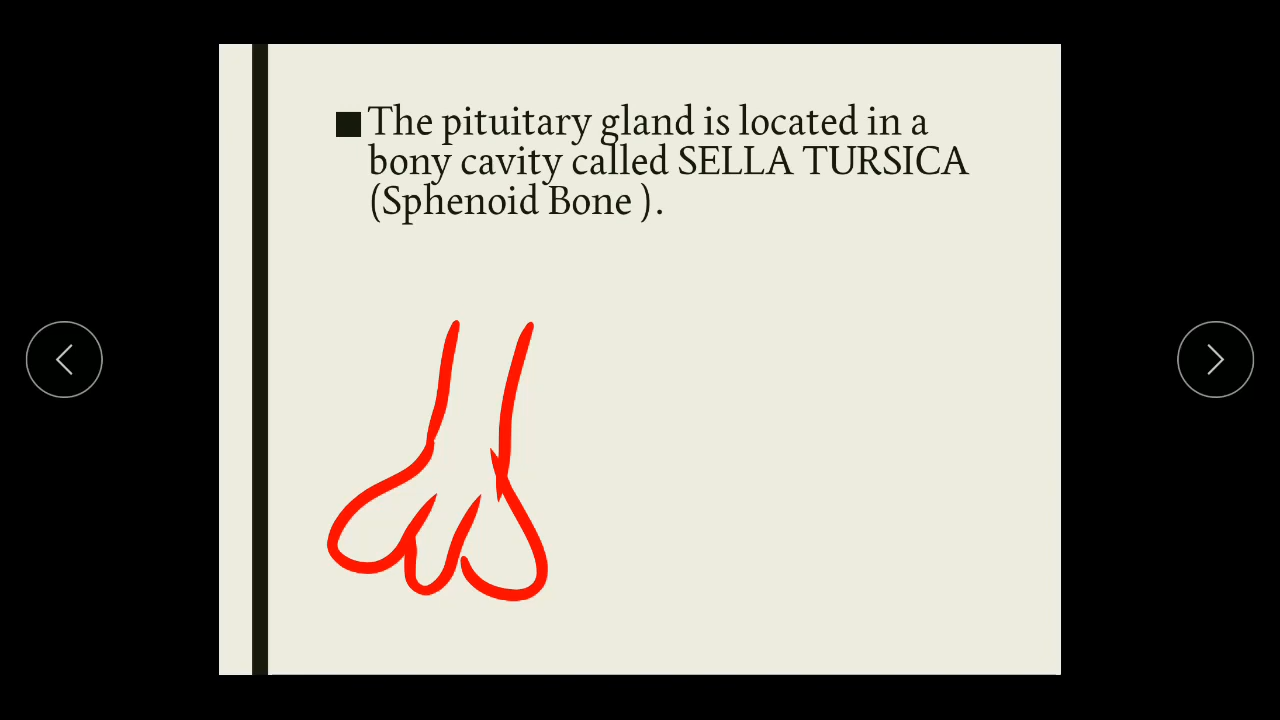 The pituitary gland is located in a
bony cavity called SELLA TURSICA
(Sphenoid Bone ).